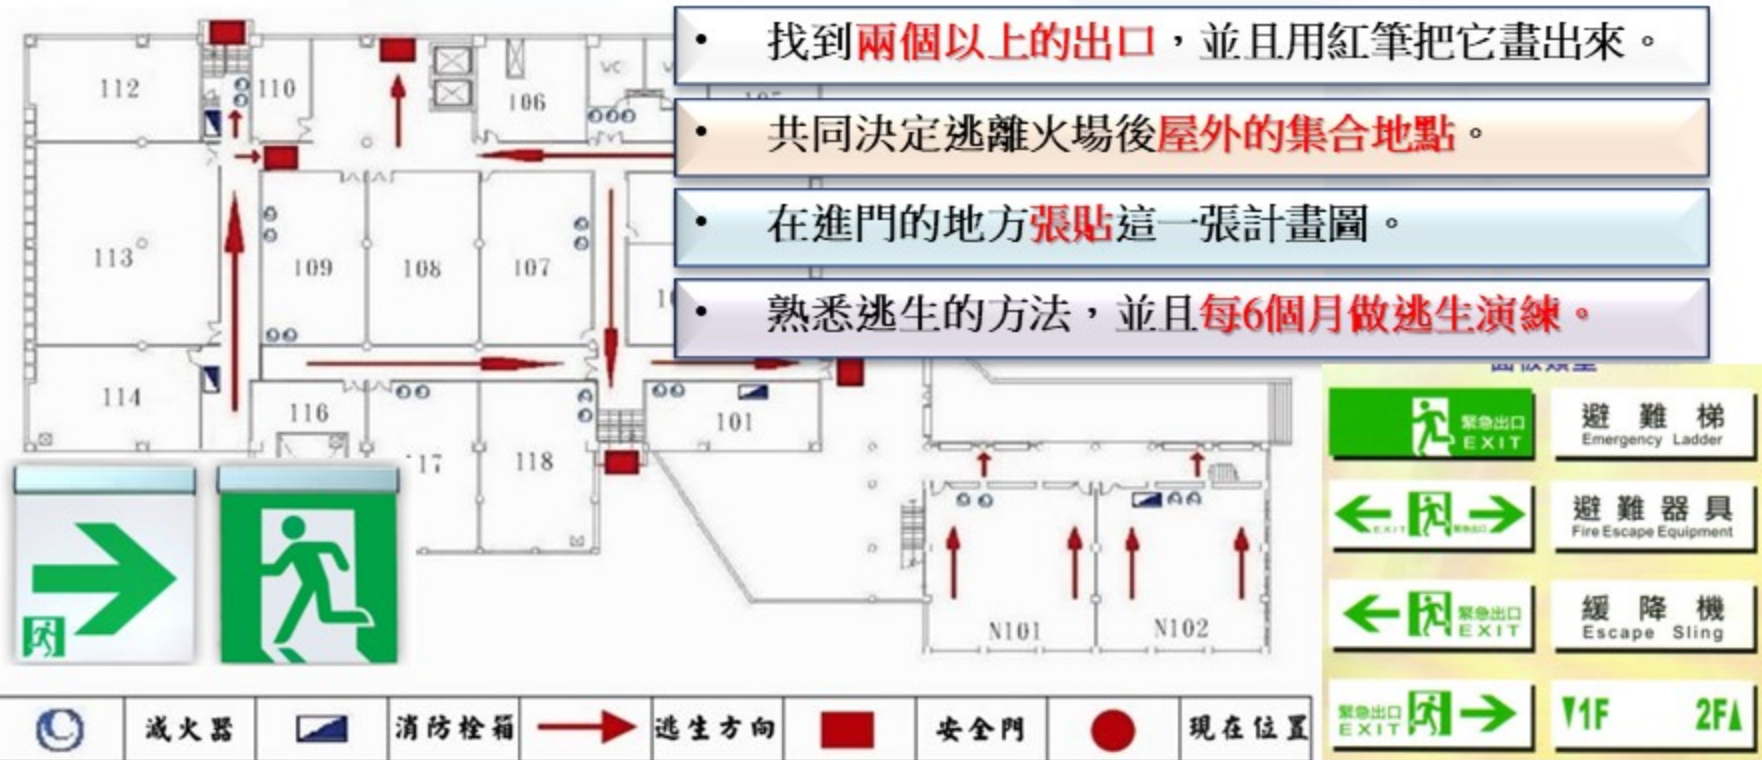 • 找到兩個以上的出口，並且用紅筆把它畫出來。
• 共同決定逃離火場後屋外的集合地點。
• 在進門的地方張貼這一張計畫圖。
• 熟悉逃生的方法，並且每6個月做逃生演練。
112
110
106
WC
113
109
108
107
114
116
118
101
N101
N102
緊急出口
EXIT
避難梯
Emergency Ladder
避難器具
Fire Escape Equipment
緊急出口
EXIT
緩降機
Escape Sling
緊急出口
EXIT
▼1F 2F▲
滅火器 消防栓箱 逃生方向 安全門 現在位置